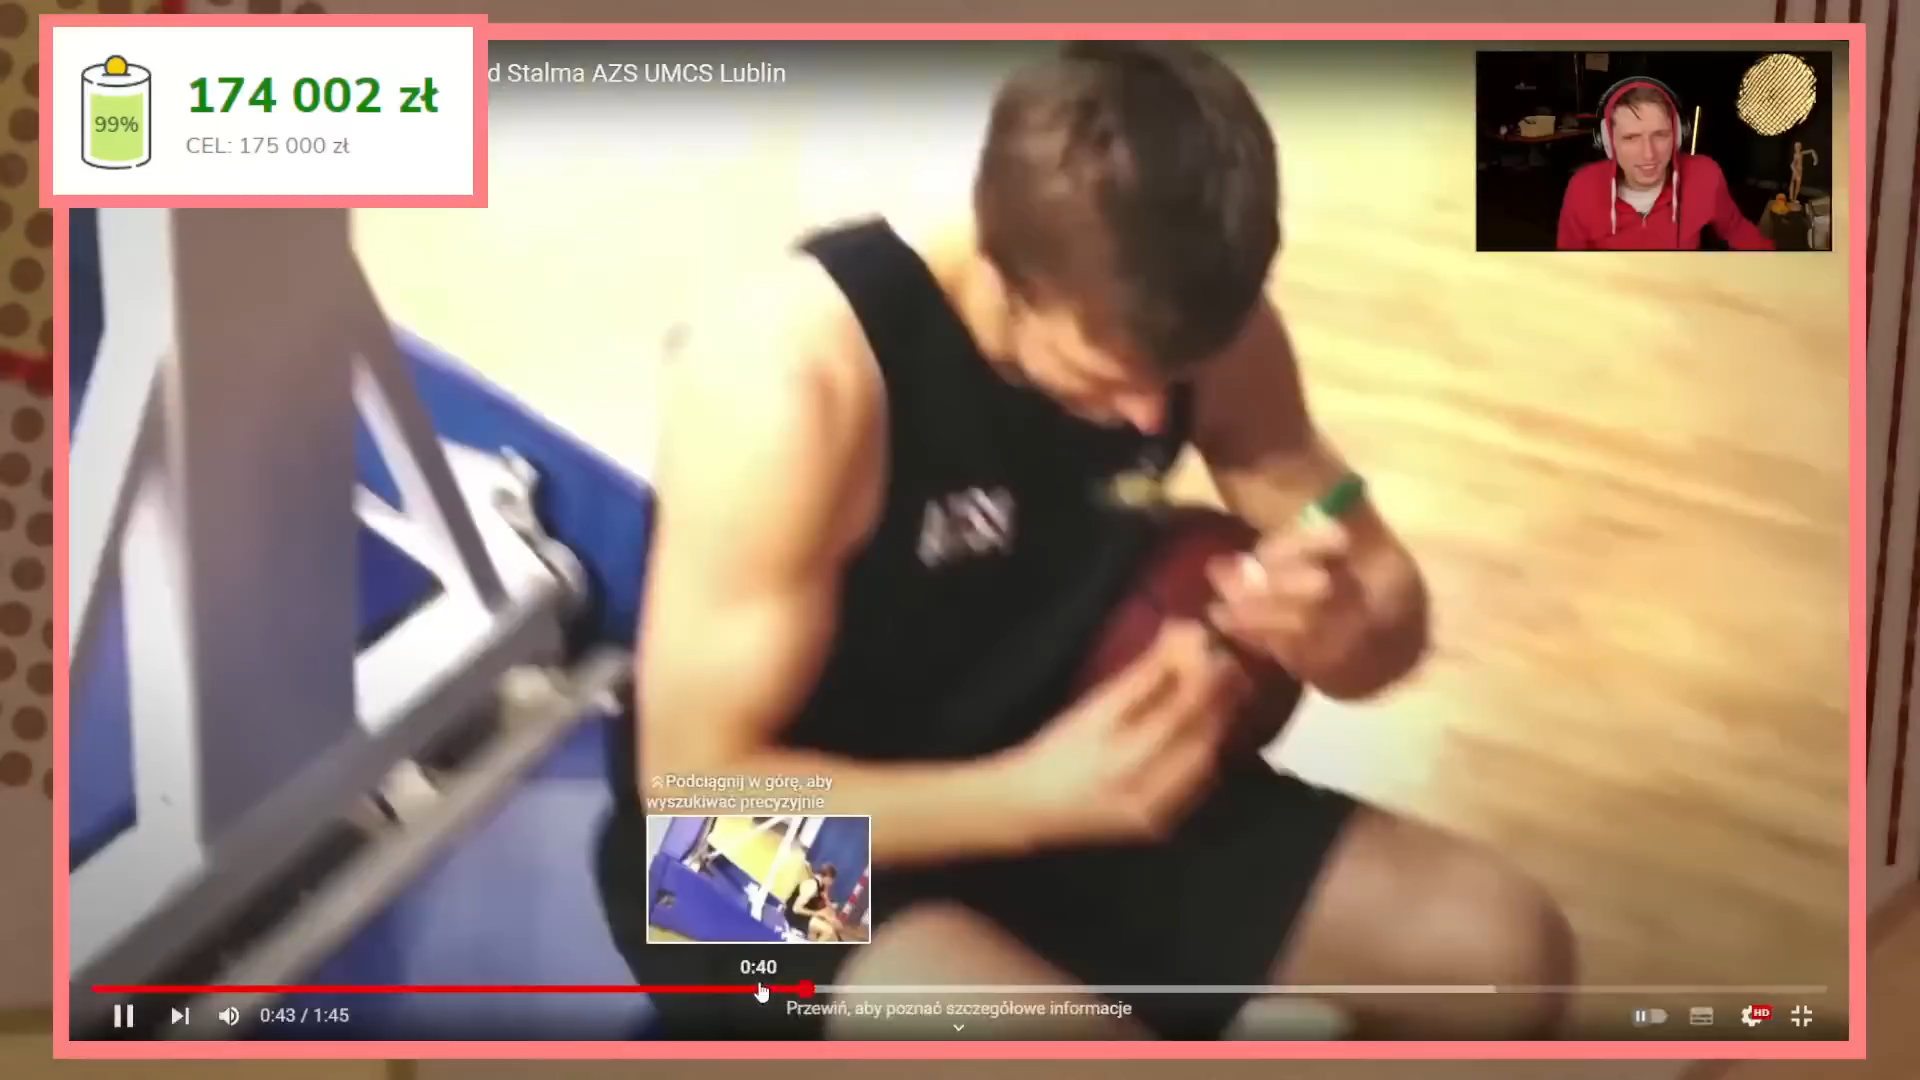 174 002 zł
99%
CEL: 175 000 zł
d Stalma AZS UMCS Lublin
AZS
Podciągnij w górę, aby
wyszukiwać precyzyjnie
0:40
0:43 / 1:45
Przewiń, aby poznać szczegółowe informacje
HD